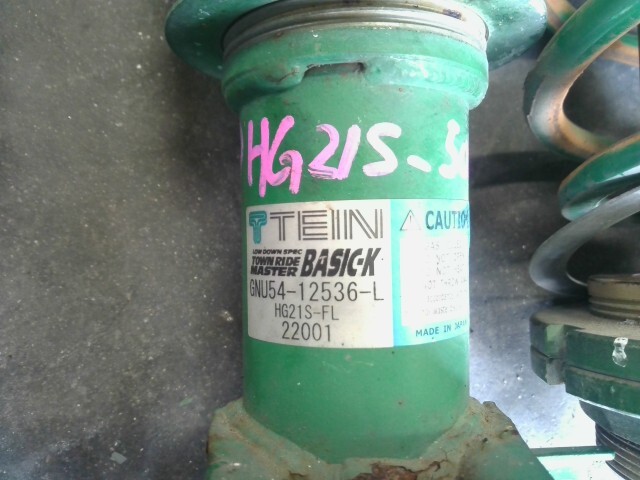 HG21S-
TEIN
LOW DOWN SPEC
TOWN RIDE
MASTER BASIC-K
GNU54-12536-L
HG21S-FL
22001
CAUTION
MADE IN JAPAN